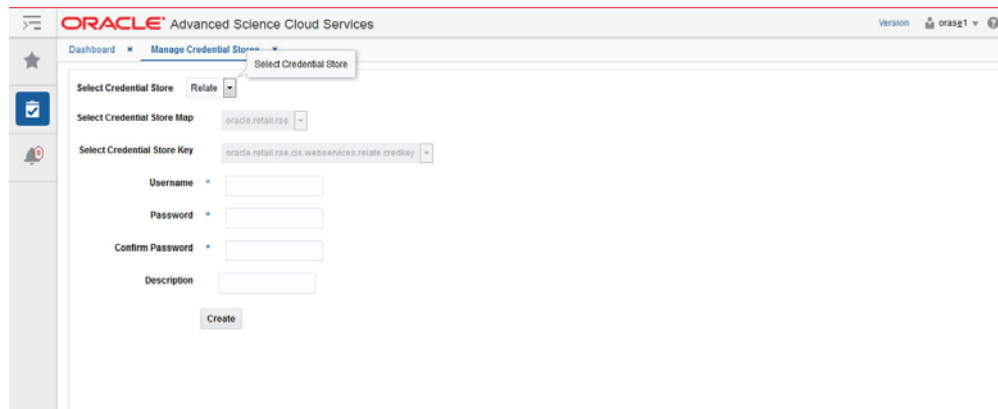 ORACLE® Advanced Science Cloud Services
Version orase1
Dashboard × Manage Credential Stores ×
Select Credential Store
Select Credential Store Relate
Select Credential Store Map oracle.retail.rse
Select Credential Store Key oracle.retail.rse.cis.webservices.relate.credkey
Username *
Password *
Confirm Password *
Description
Create